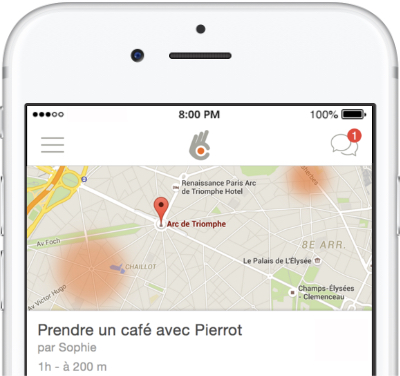 8:00 PM
100%
1
Renaissance Paris Arc
de Triomphe Hotel
Arc de Triomphe
Av Foch
8E ARR.
Le Palais de L'Élysée
CHAILLOT
Champs-Élysées
Clemenceau
Av Victor Hugo
Prendre un café avec Pierrot
par Sophie
1h - à 200 m